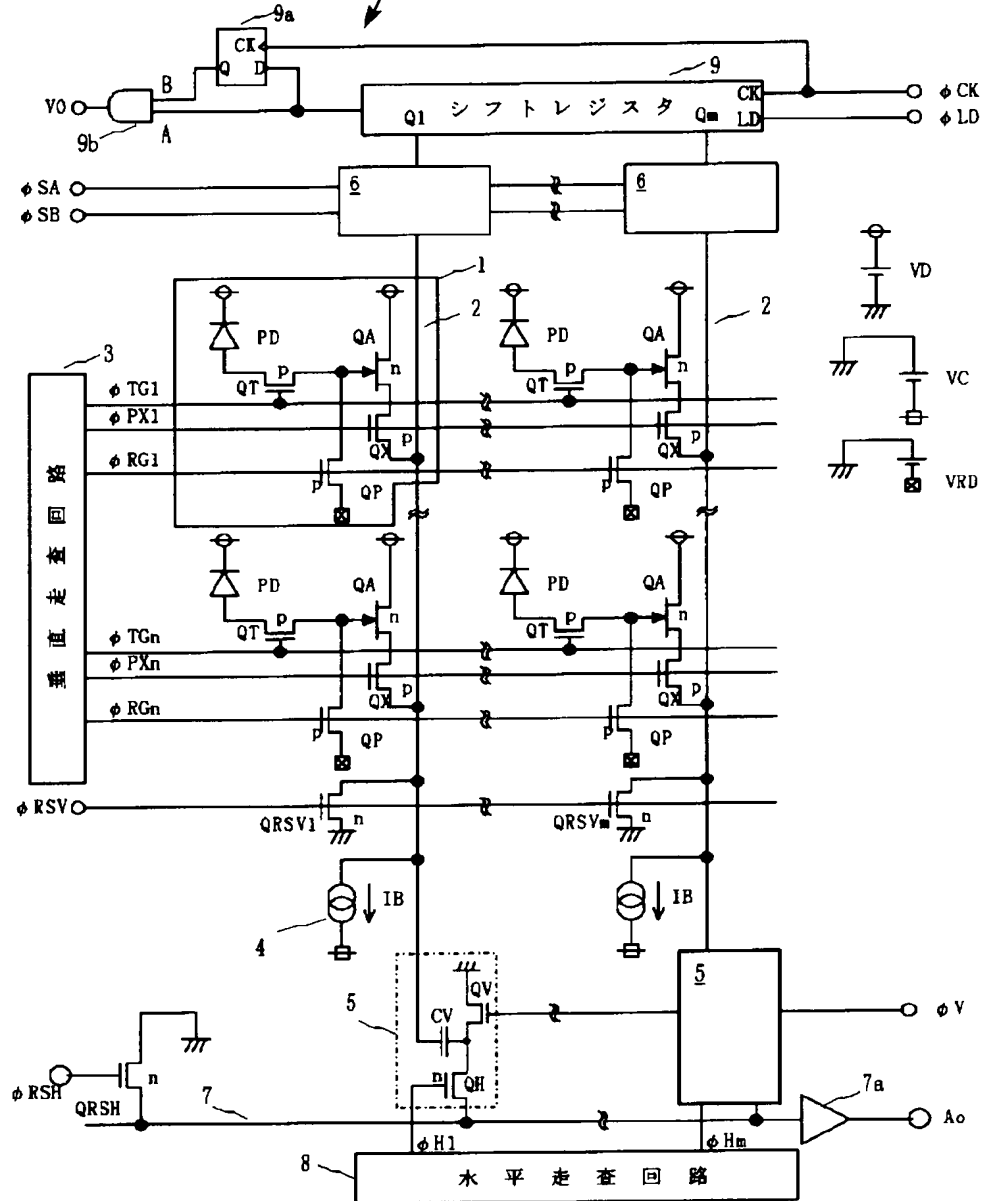 9a
CK
Q D
B
VO
A
9b
9
シフトレジスタ
Q1
Qm
CK
LD
φCK
φLD
φSA
φSB
6
6
1
2
2
3
垂直走査回路
PD
QA
n
p
QT
φTG1
φPX1
QX
p
φRG1
p
QP
PD
QA
n
p
QT
QX
p
p
QP
VD
VC
VRD
PD
QA
n
p
QT
φTGn
φPXn
QX
p
φRGn
p
QP
PD
QA
n
p
QT
QX
p
p
QP
φRSV
QRSV1
n
QRSVm
n
4
IB
IB
5
QV
CV
n
QH
5
φV
φRSH
n
QRSH
7
7a
Ao
φH1
φHm
8
水平走査回路